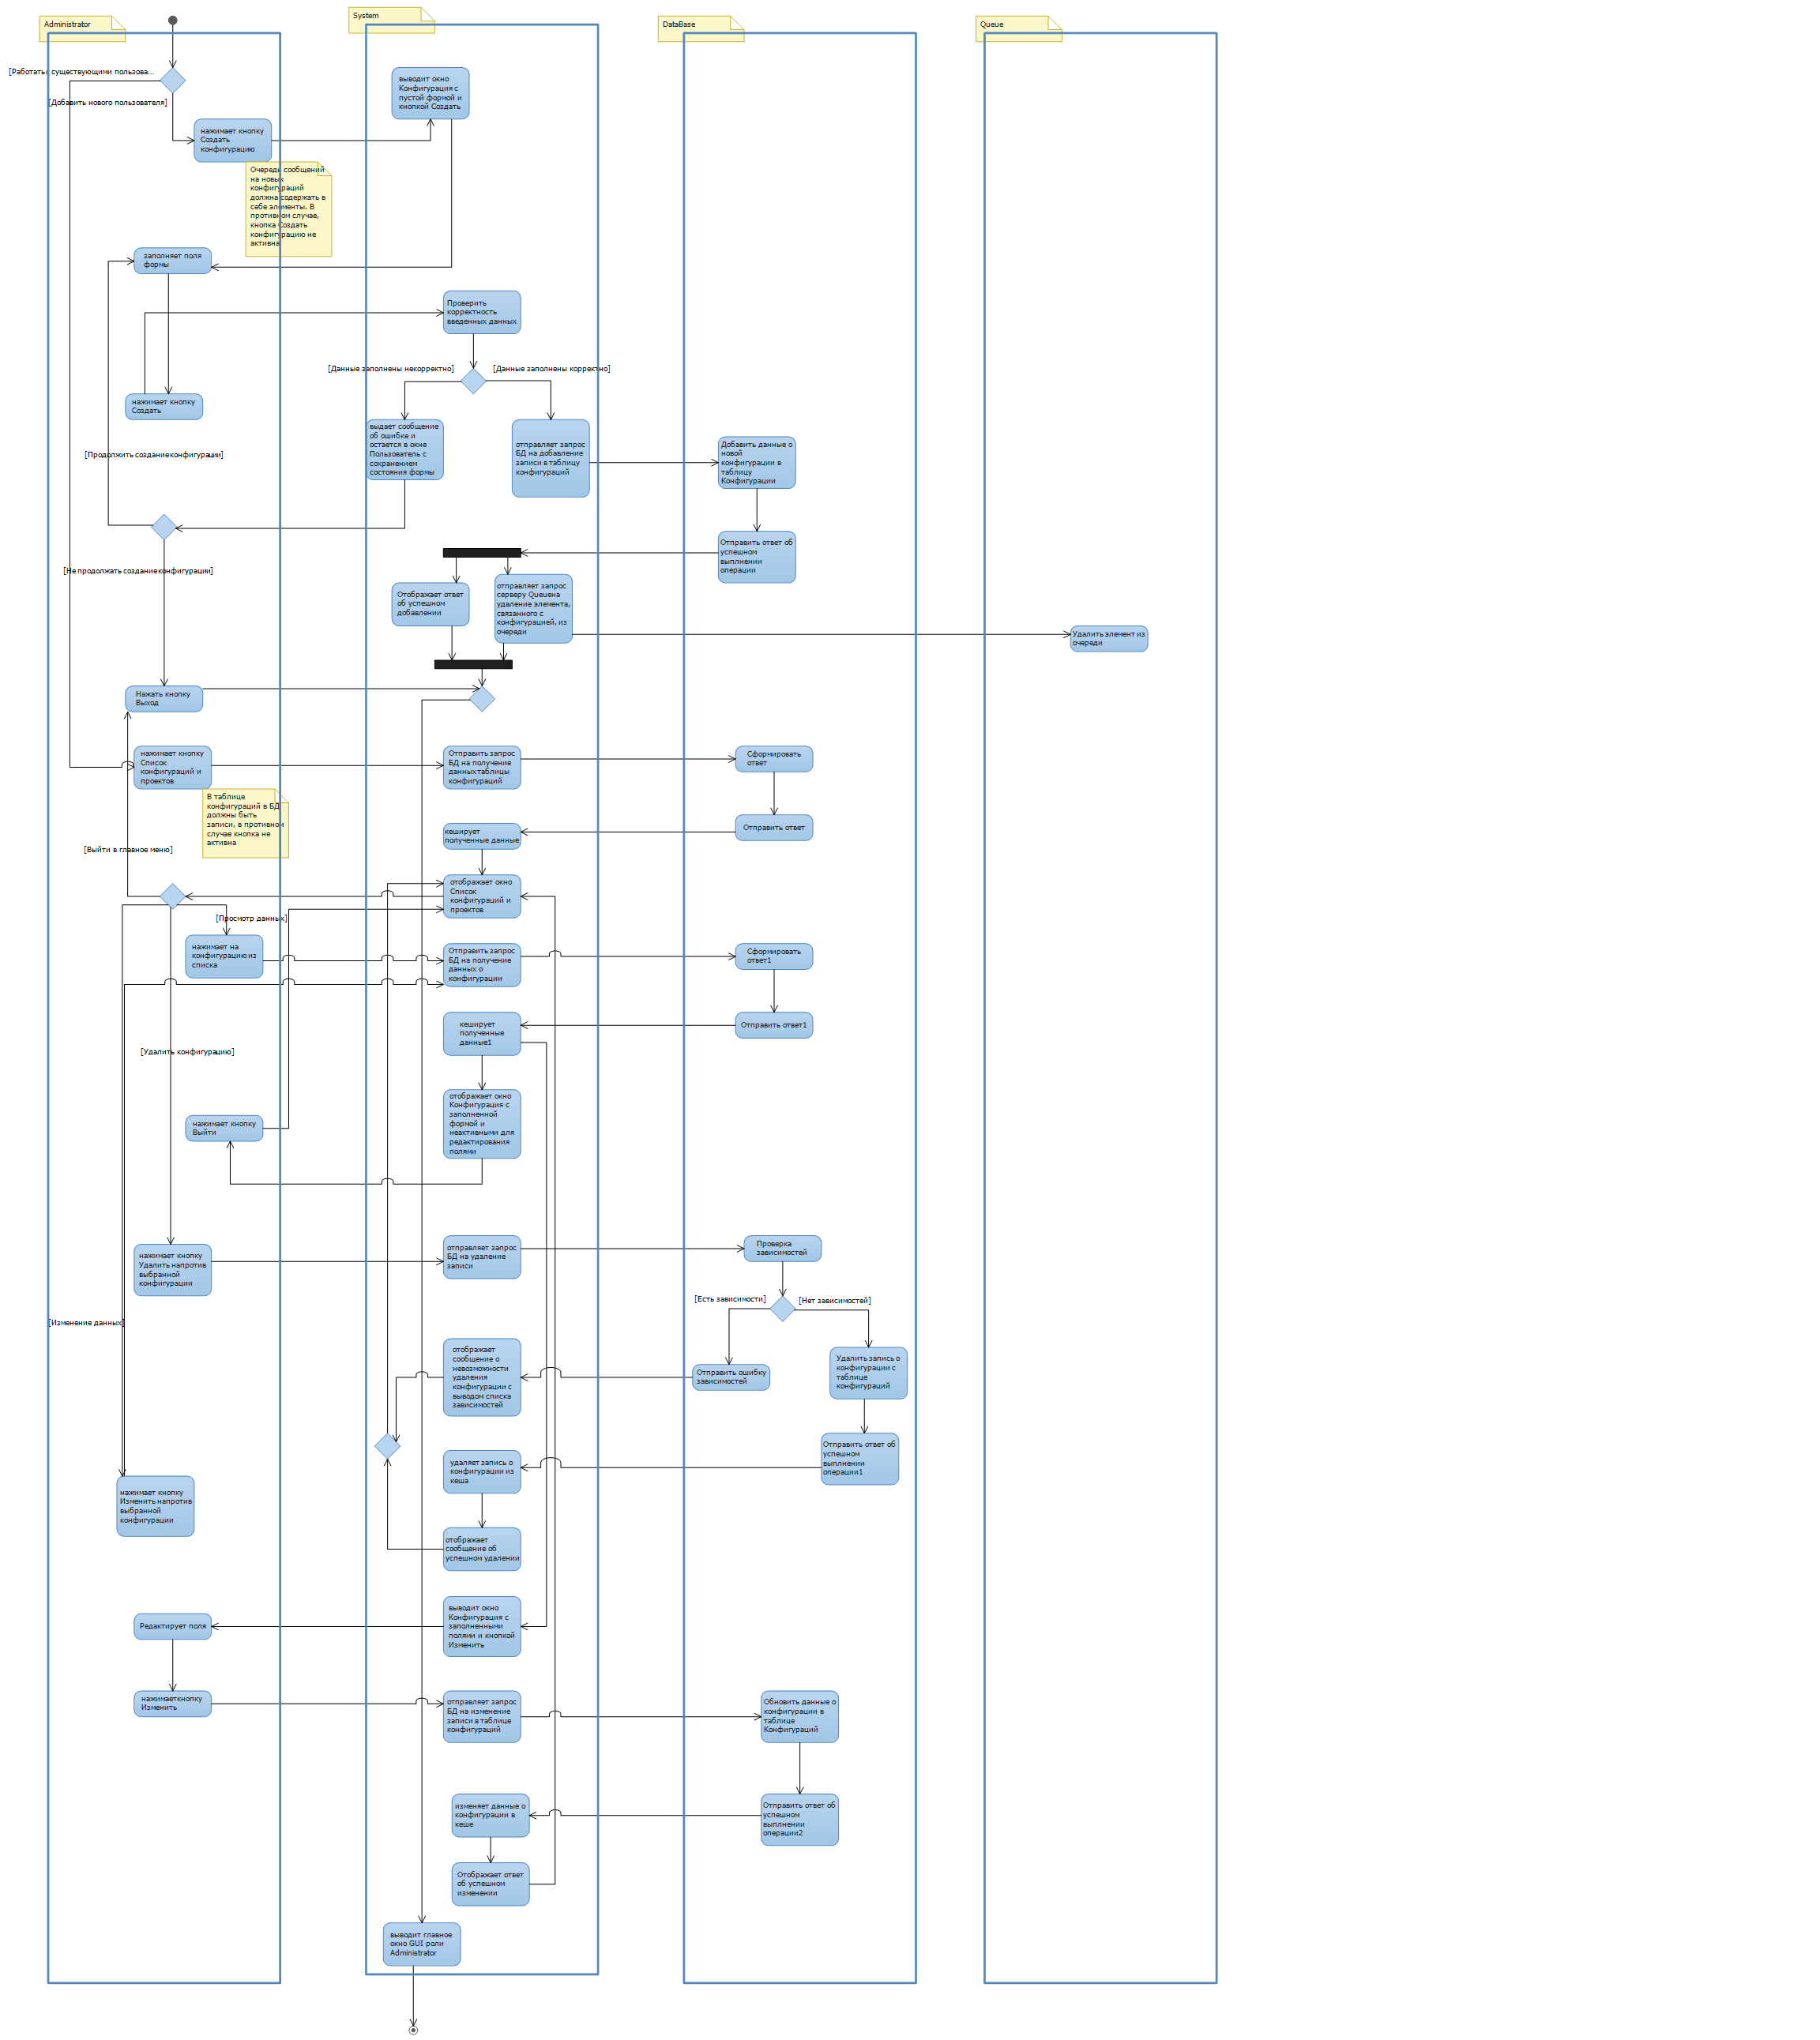 Administrator
System
DataBase
Queue
[Работать с существующими пользова...
[Добавить нового пользователя]
выводит окно
Конфигурация с
пустой формой и
кнопкой Создать
нажимает кнопку
Создать
конфигурацию
Очередь сообщений
на новых
конфигураций
должна содержать в
себе элементы. В
противном случае,
кнопка Создать
конфигурацию не
активна
заполняет поля
формы
Проверить
корректность
введенных данных
[Данные заполнены некорректно]
[Данные заполнены корректно]
нажимает кнопку
Создать
выдает сообщение
об ошибке и
остается в окне
Пользователь с
сохранением
состояния формы
отправляет запрос
БД на добавление
записи в таблицу
конфигураций
Добавить данные о
новой
конфигурации в
таблицу
Конфигурации
[Продолжить создание конфигурации]
Отправить ответ об
успешном
выплнении
операции
[Не продолжать создание конфигурации]
Отображает ответ
об успешном
добавлении
отправляет запрос
серверу Queueна
удаление элемента,
связанного с
конфигурацией, из
очереди
Удалить элемент из
очереди
Нажать кнопку
Выход
нажимает кнопку
Список
конфигураций и
проектов
Отправить запрос
БД на получение
данных таблицы
конфигураций
Сформировать
ответ
В таблице
конфигураций в БД
должны быть
записи, в противном
случае кнопка не
активна
кеширует
полученные данные
Отправить ответ
[Выйти в главное меню]
отображает окно
Список
конфигураций и
проектов
[Просмотр данных]
нажимает на
конфигурацию из
списка
Отправить запрос
БД на получение
данных о
конфигурации
Сформировать
ответ1
кеширует
полученные
данные1
Отправить ответ1
[Удалить конфигурацию]
отображает окно
Конфигурация с
заполненной
формой и
неактивными для
редактирования
полями
нажимает кнопку
Выйти
нажимает кнопку
Удалить напротив
выбранной
конфигурации
отправляет запрос
БД на удаление
записи
Проверка
зависимостей
[Есть зависимости]
[Нет зависимостей]
[Изменение данных]
отображает
сообщение о
невозможности
удаления
конфигурации с
выводом списка
зависимостей
Отправить ошибку
зависимостей
Удалить запись о
конфигурации с
таблице
конфигураций
Отправить ответ об
успешном
выплнении
операции1
удаляет запись о
конфигурации из
кеша
нажимает кнопку
Изменить напротив
выбранной
конфигурации
отображает
сообщение об
успешном удалении
выводит окно
Конфигурация с
заполненными
полями и кнопкой
Изменить
Редактирует поля
нажимаеткнопку
Изменить
отправляет запрос
БД на изменение
записи в таблице
конфигураций
Обновить данные о
конфигурации в
таблице
Конфигураций
изменяет данные о
конфигурации в
кеше
Отправить ответ об
успешном
выплнении
операции2
Отображает ответ
об успешном
изменении
выводит главное
окно GUI роли
Administrator